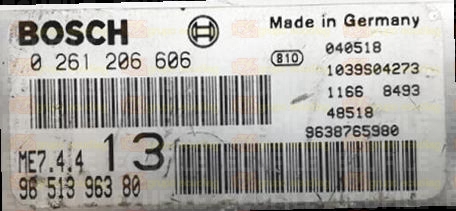 BOSCH
Made in Germany
0 261 206 606
810
040518
1039S04273
1166 8493
48518
9638765980
ME7.4.4 13
96 513 963 80